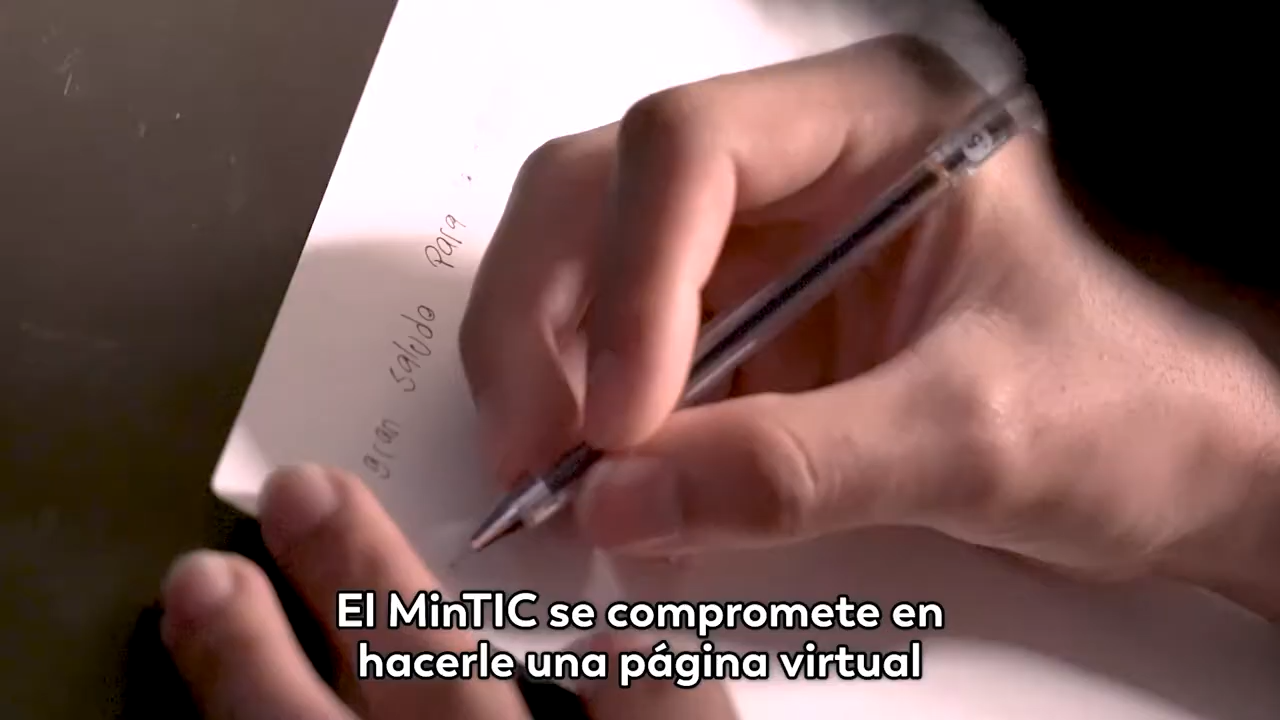 gran saludo para
El MinTIC se compromete en
hacerle una página virtual